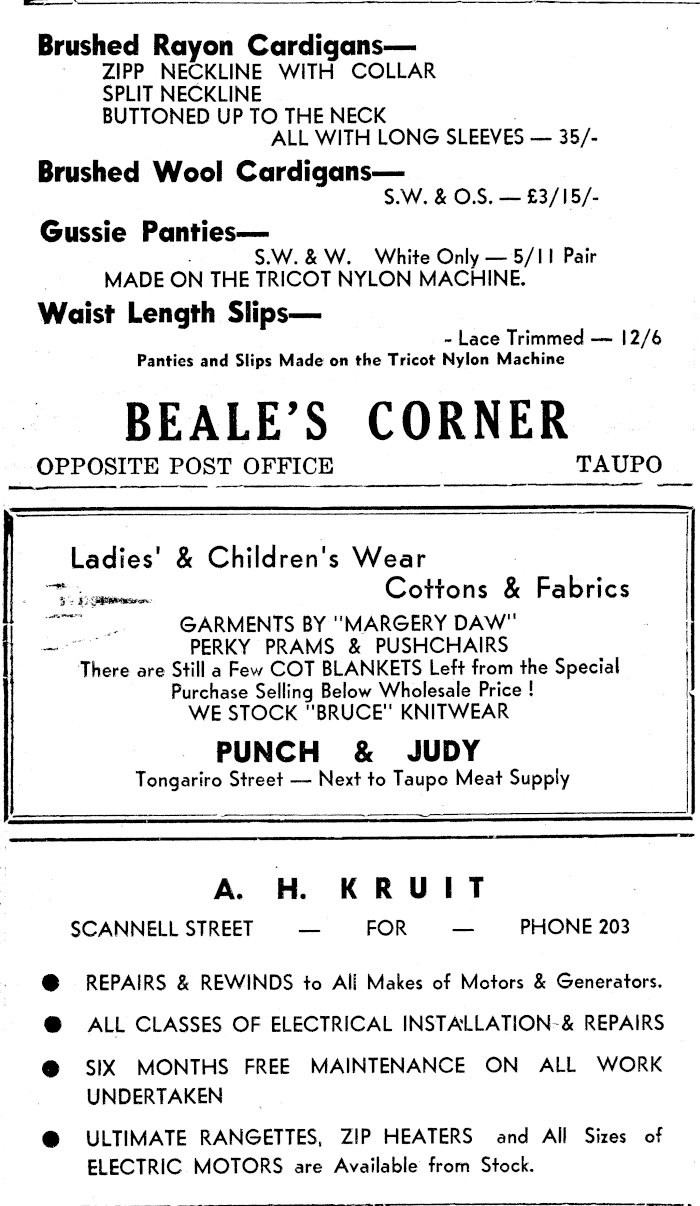 Brushed Rayon Cardigans—
ZIPP NECKLINE WITH COLLAR
SPLIT NECKLINE
BUTTONED UP TO THE NECK
ALL WITH LONG SLEEVES — 35/-
Brushed Wool Cardigans—
S.W. & O.S. — £3/15/-
Gussie Panties—
S.W. & W. White Only — 5/11 Pair
MADE ON THE TRICOT NYLON MACHINE.
Waist Length Slips—
- Lace Trimmed — 12/6
Panties and Slips Made on the Tricot Nylon Machine
BEALE'S CORNER
OPPOSITE POST OFFICE TAUPO
Ladies' & Children's Wear
Cottons & Fabrics
GARMENTS BY "MARGERY DAW"
PERKY PRAMS & PUSHCHAIRS
There are Still a Few COT BLANKETS Left from the Special
Purchase Selling Below Wholesale Price !
WE STOCK "BRUCE" KNITWEAR
PUNCH & JUDY
Tongariro Street — Next to Taupo Meat Supply
A. H. KRUIT
SCANNELL STREET — FOR — PHONE 203
● REPAIRS & REWINDS to All Makes of Motors & Generators.
● ALL CLASSES OF ELECTRICAL INSTALLATION & REPAIRS
● SIX MONTHS FREE MAINTENANCE ON ALL WORK
UNDERTAKEN
● ULTIMATE RANGETTES, ZIP HEATERS and All Sizes of
ELECTRIC MOTORS are Available from Stock.